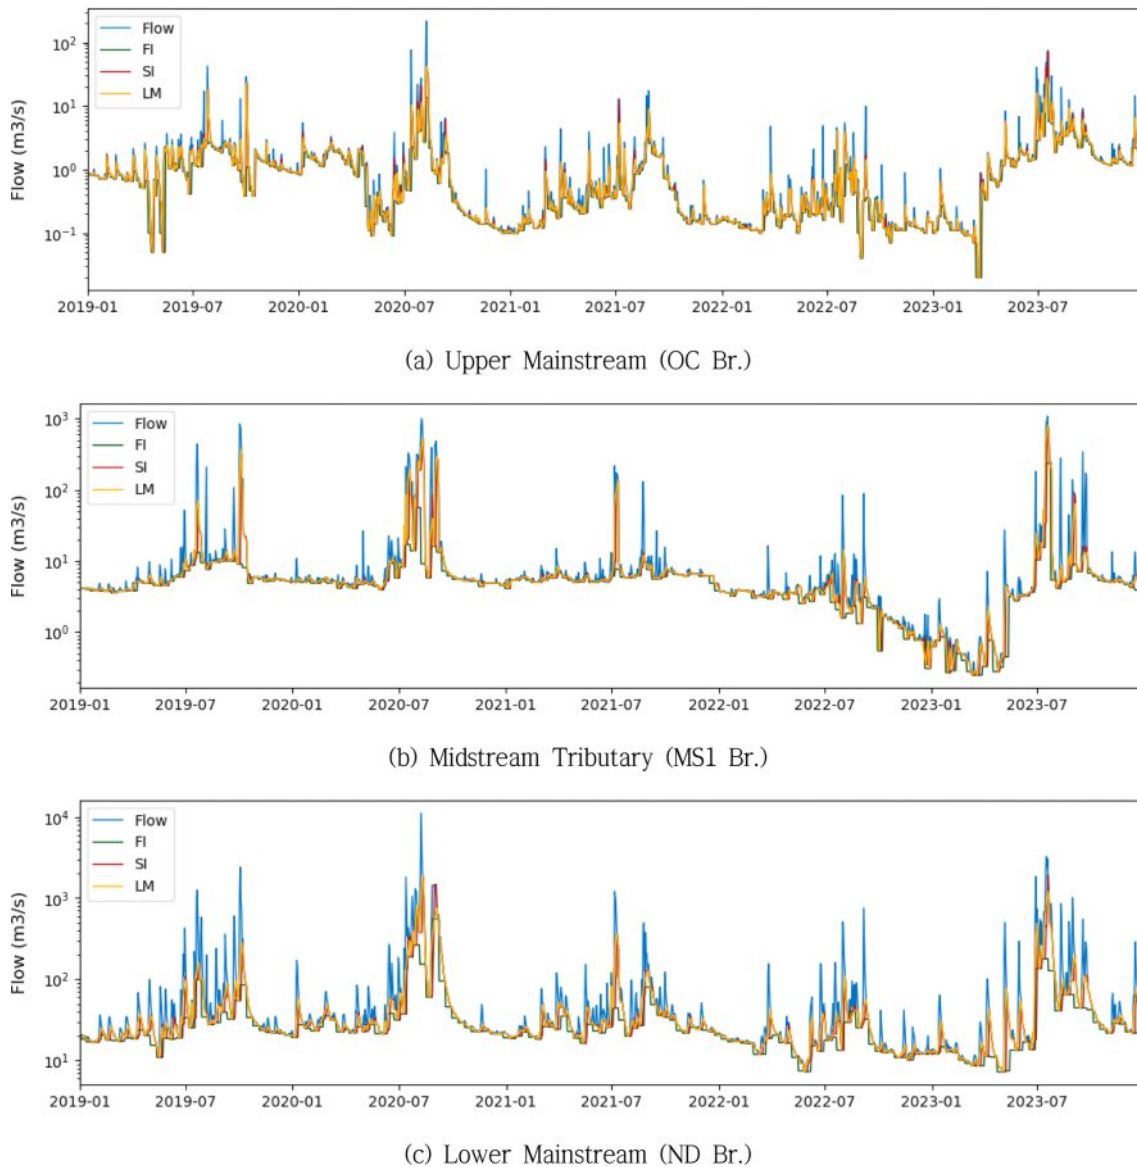 10²
10¹
10⁰
10⁻¹
Flow (m3/s)
Flow
FI
SI
LM
2019-01 2019-07 2020-01 2020-07 2021-01 2021-07 2022-01 2022-07 2023-01 2023-07
(a) Upper Mainstream (OC Br.)
10³
10²
10¹
10⁰
Flow (m3/s)
Flow
FI
SI
LM
2019-01 2019-07 2020-01 2020-07 2021-01 2021-07 2022-01 2022-07 2023-01 2023-07
(b) Midstream Tributary (MS1 Br.)
10⁴
10³
10²
10¹
Flow (m3/s)
Flow
FI
SI
LM
2019-01 2019-07 2020-01 2020-07 2021-01 2021-07 2022-01 2022-07 2023-01 2023-07
(c) Lower Mainstream (ND Br.)